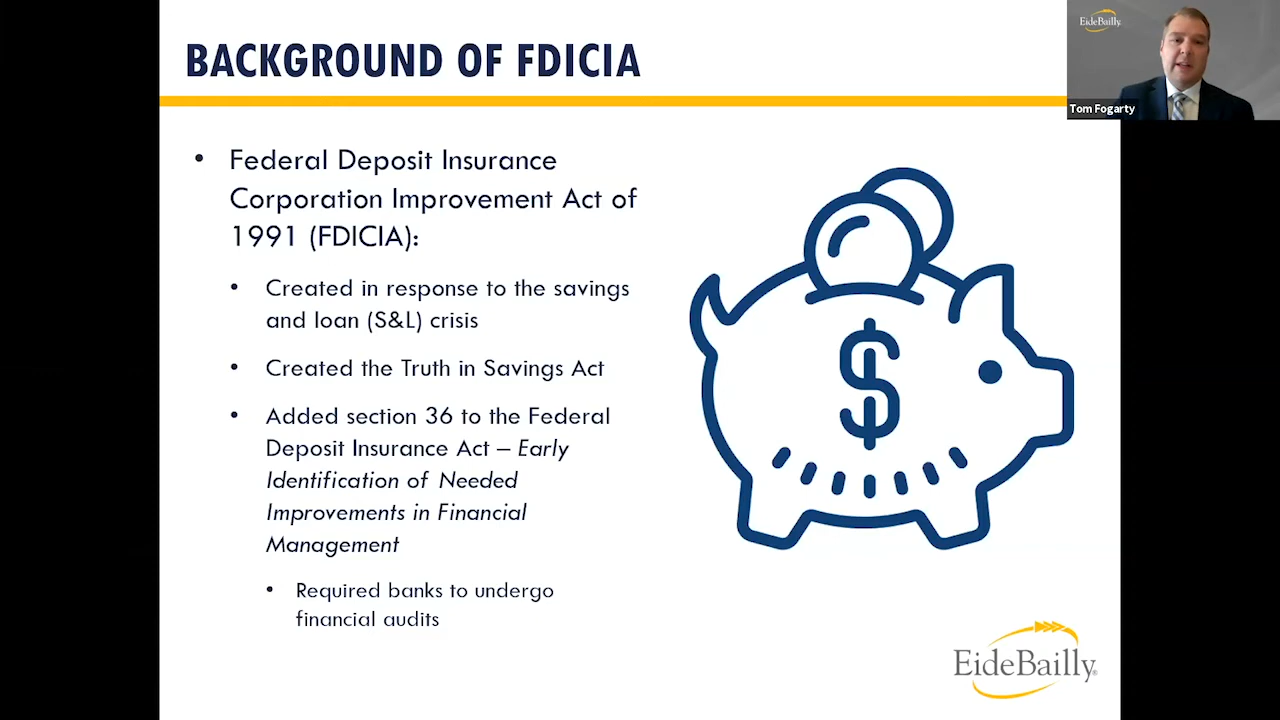 BACKGROUND OF FDICIA
• Federal Deposit Insurance
Corporation Improvement Act of
1991 (FDICIA):
• Created in response to the savings
and loan (S&L) crisis
• Created the Truth in Savings Act
• Added section 36 to the Federal
Deposit Insurance Act – Early
Identification of Needed
Improvements in Financial
Management
• Required banks to undergo
financial audits
$
EideBailly®
EideBailly.
Tom Fogarty